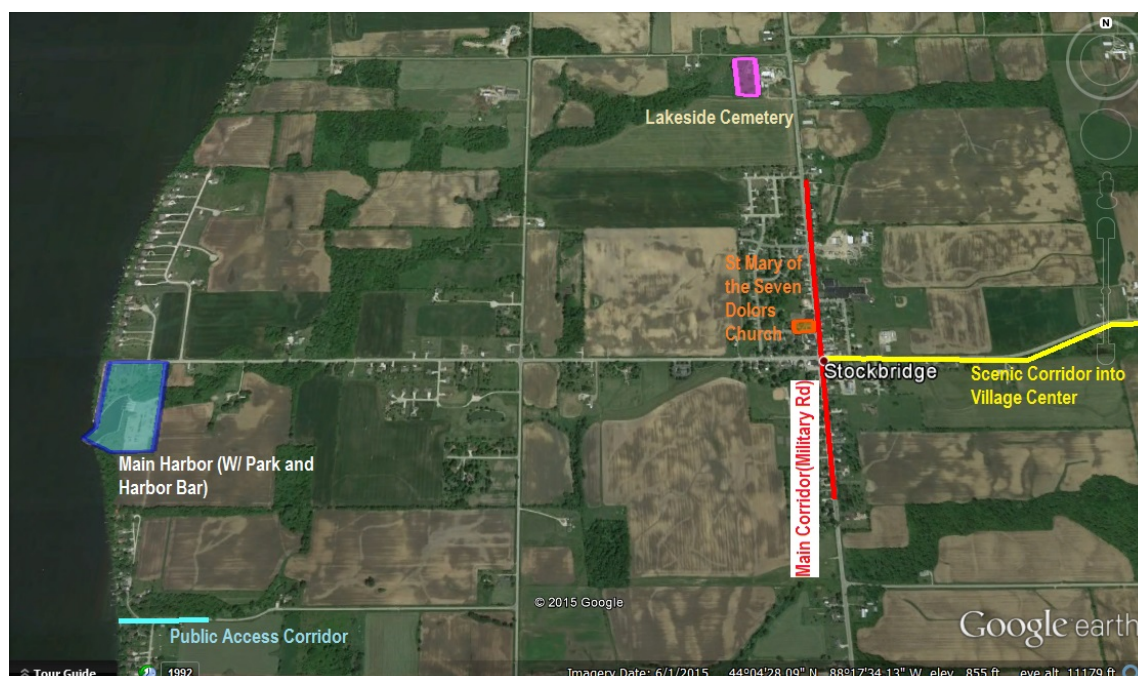 N
Lakeside Cemetery
St Mary of
the Seven
Dolors
Church
Stockbridge
Scenic Corridor into
Village Center
Main Corridor(Military Rd)
Main Harbor (W/ Park and
Harbor Bar)
© 2015 Google
Google earth
Public Access Corridor
Tour Guide
1992
Imagery Date: 6/1/2015 44°04'28.09" N 88°17'34.13" W elev 855 ft eye alt 11179 ft